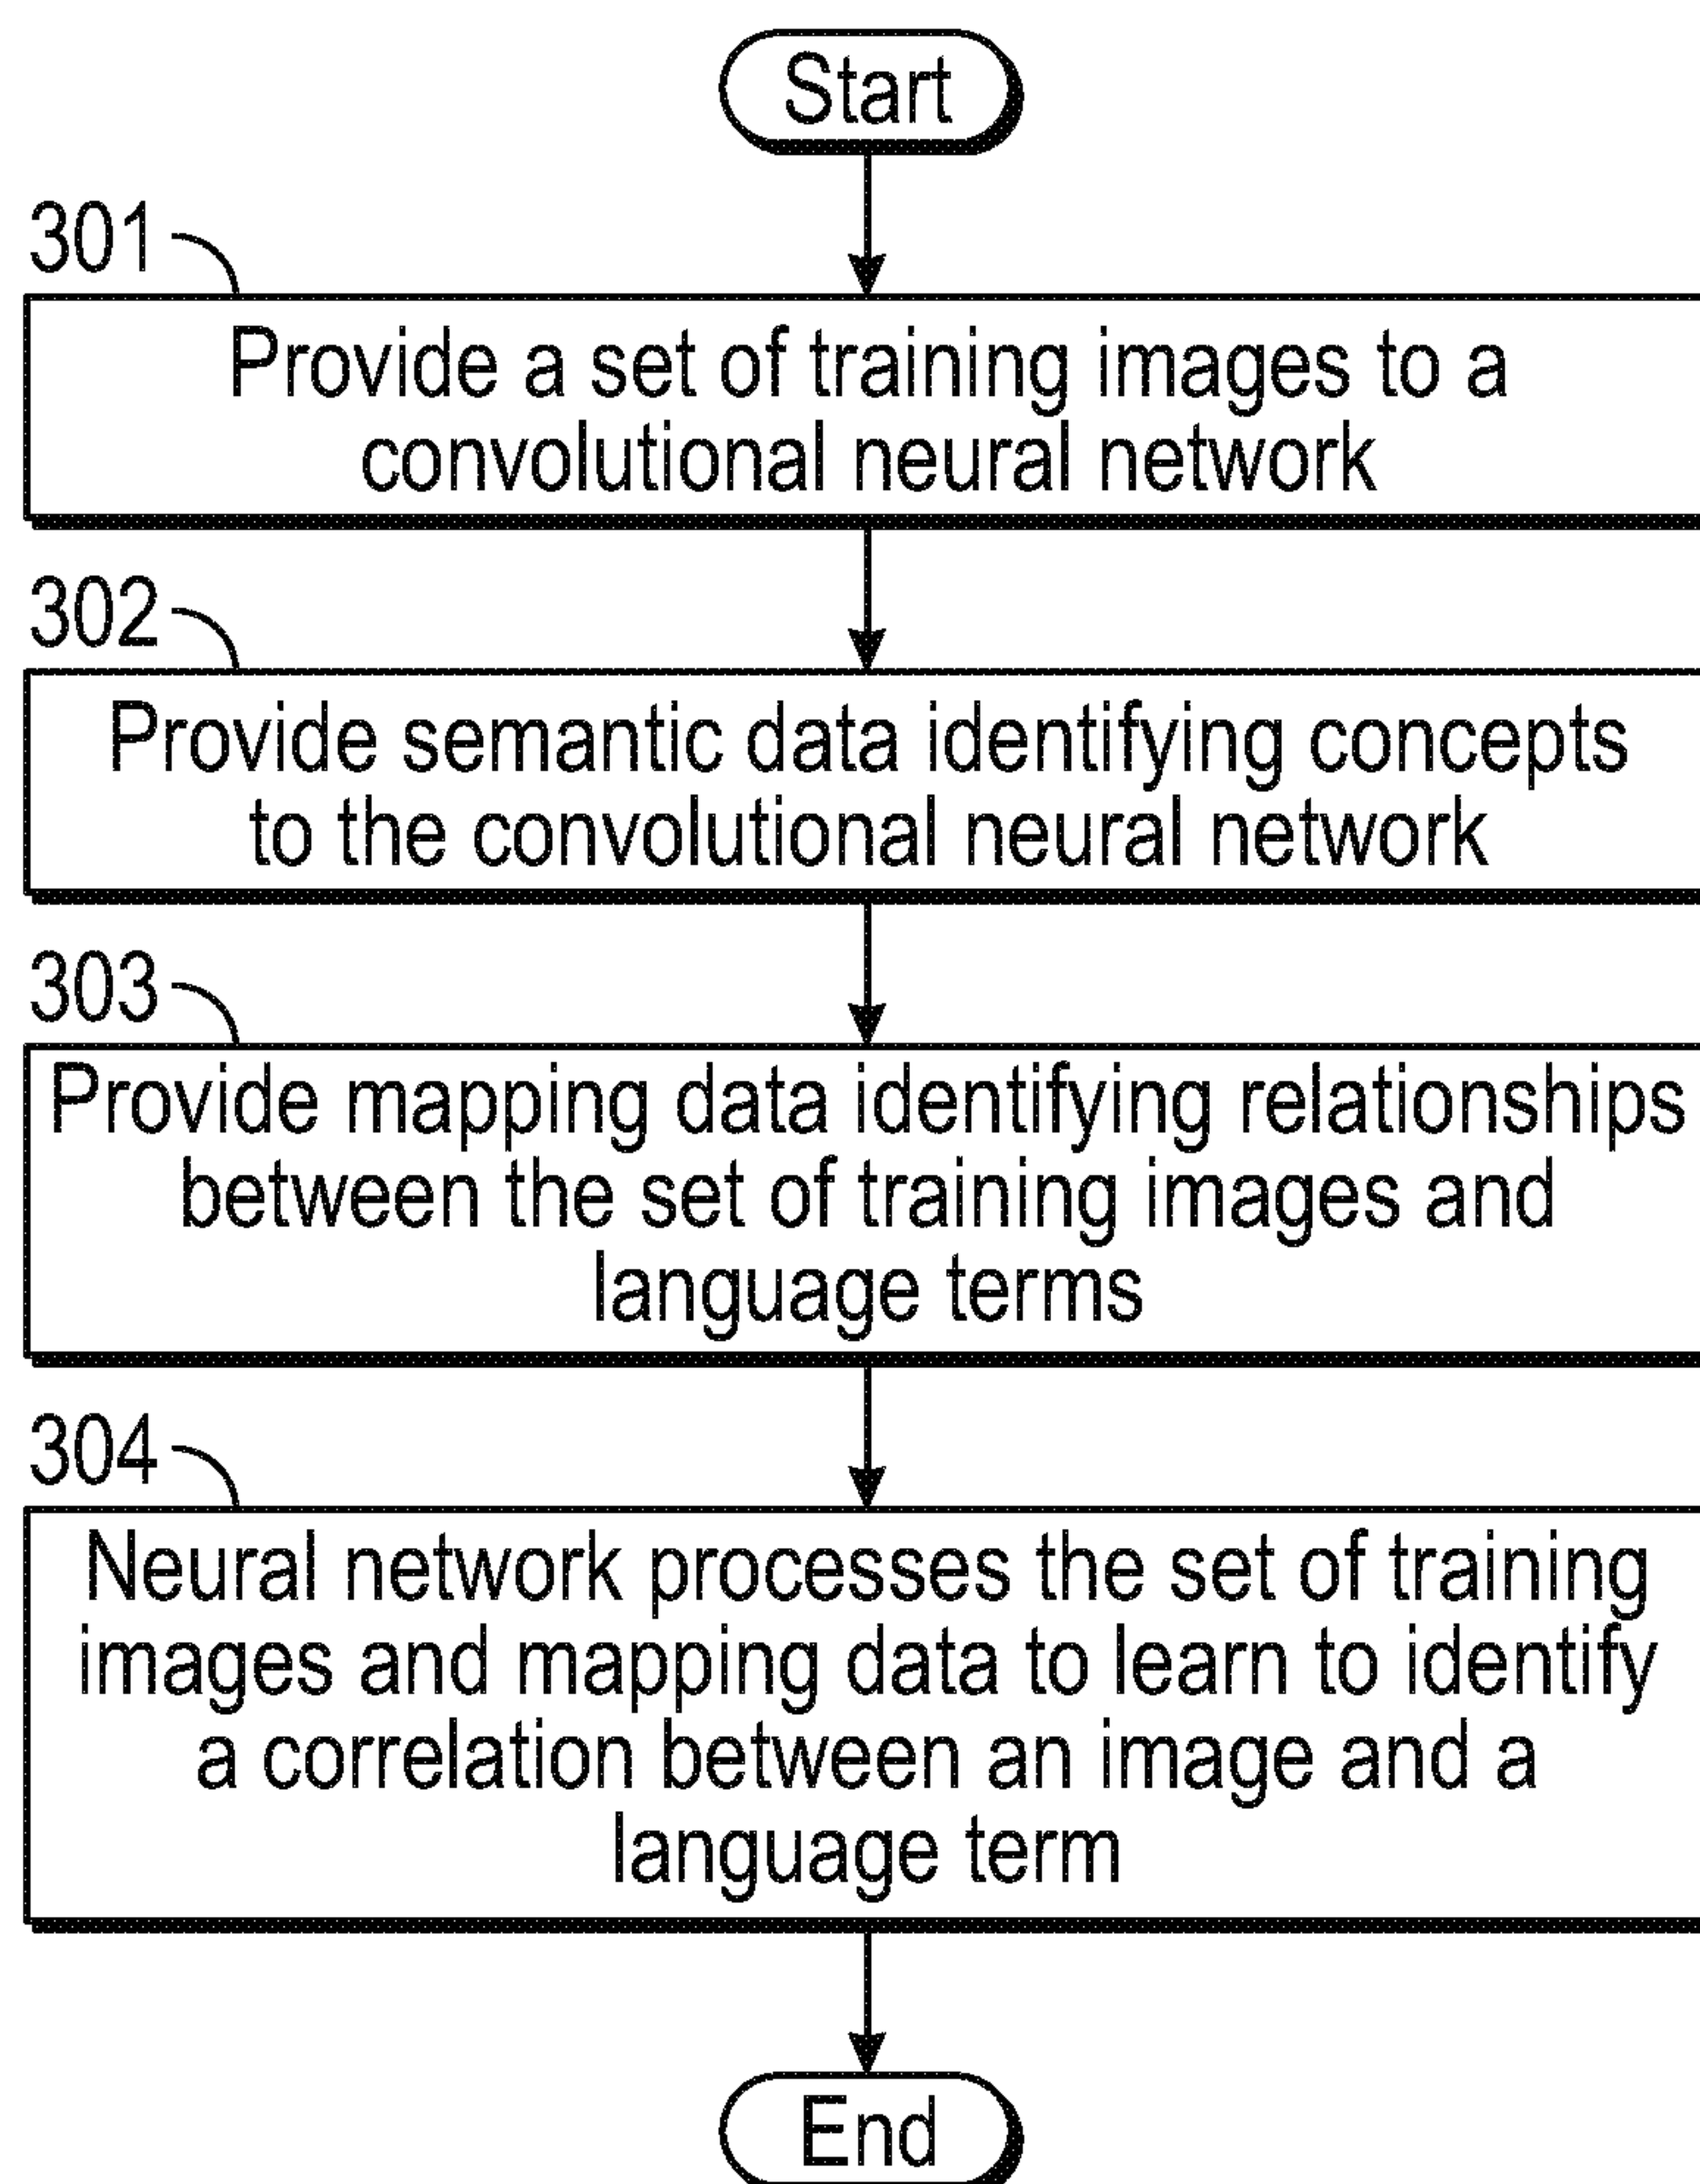 Start
301
Provide a set of training images to a
convolutional neural network
302
Provide semantic data identifying concepts
to the convolutional neural network
303
Provide mapping data identifying relationships
between the set of training images and
language terms
304
Neural network processes the set of training
images and mapping data to learn to identify
a correlation between an image and a
language term
End